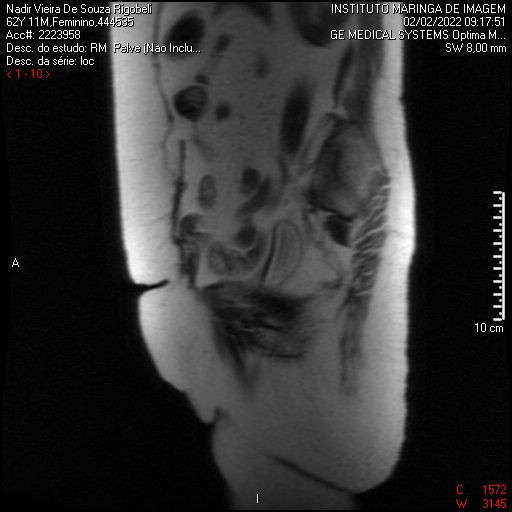 Nadir Vieira De Souza Rigobeli
62Y 11M,Feminino,444535
Acc#: 2223958
Desc. do estudo: RM Pelve (Nao Inclu...
Desc. da série: loc
< 1 - 10 >
INSTITUTO MARINGA DE IMAGEM
02/02/2022 09:17:51
GE MEDICAL SYSTEMS Optima M...
SW 8,00 mm
A
10 cm
I
C 1572
W 3145